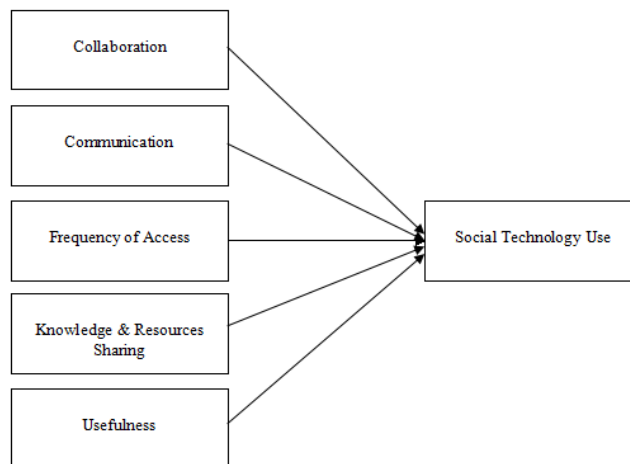 Collaboration
Communication
Frequency of Access
Social Technology Use
Knowledge & Resources
Sharing
Usefulness